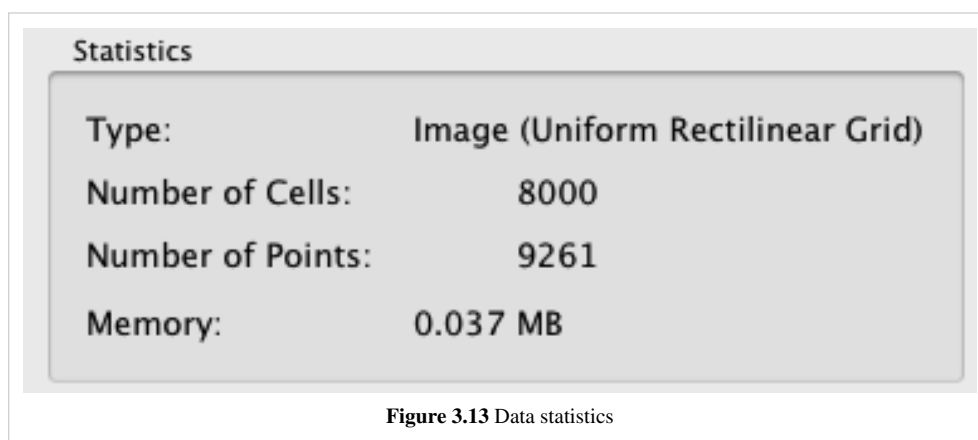 Statistics
Type: Image (Uniform Rectilinear Grid)
Number of Cells: 8000
Number of Points: 9261
Memory: 0.037 MB
Figure 3.13 Data statistics